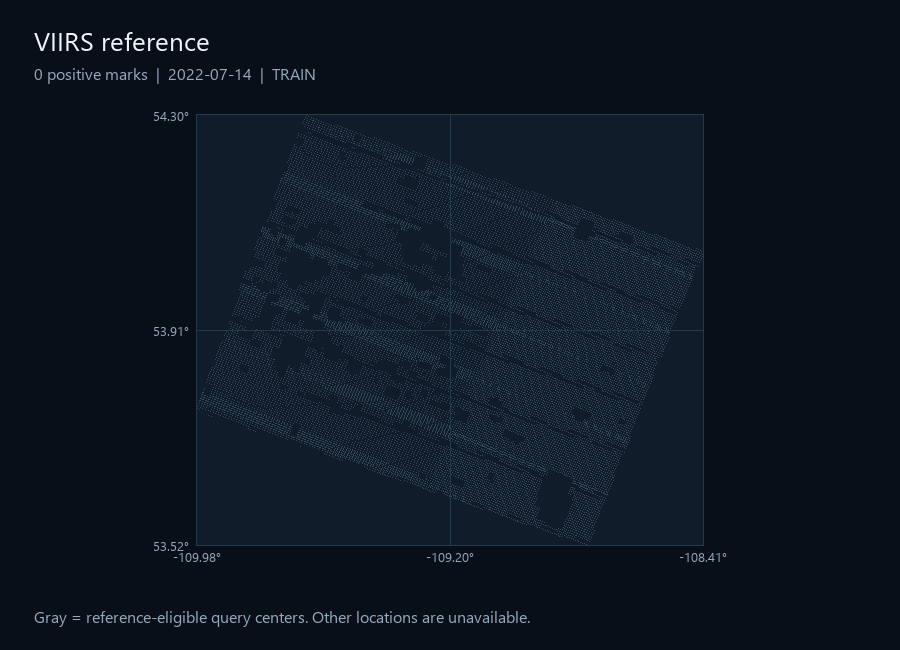 VIIRS reference
0 positive marks | 2022-07-14 | TRAIN
54.30°
53.91°
53.52°
-109.98°
-109.20°
-108.41°
Gray = reference-eligible query centers. Other locations are unavailable.